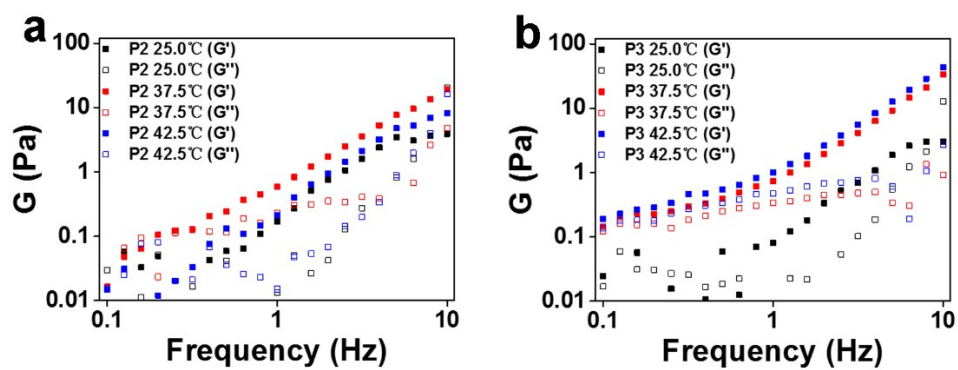 a
100
10
1
0.1
0.01
G (Pa)
P2 25.0℃ (G')
P2 25.0℃ (G'')
P2 37.5℃ (G')
P2 37.5℃ (G'')
P2 42.5℃ (G')
P2 42.5℃ (G'')
0.1 1 10
Frequency (Hz)
b
100
10
1
0.1
0.01
G (Pa)
P3 25.0℃ (G')
P3 25.0℃ (G'')
P3 37.5℃ (G')
P3 37.5℃ (G'')
P3 42.5℃ (G')
P3 42.5℃ (G'')
0.1 1 10
Frequency (Hz)